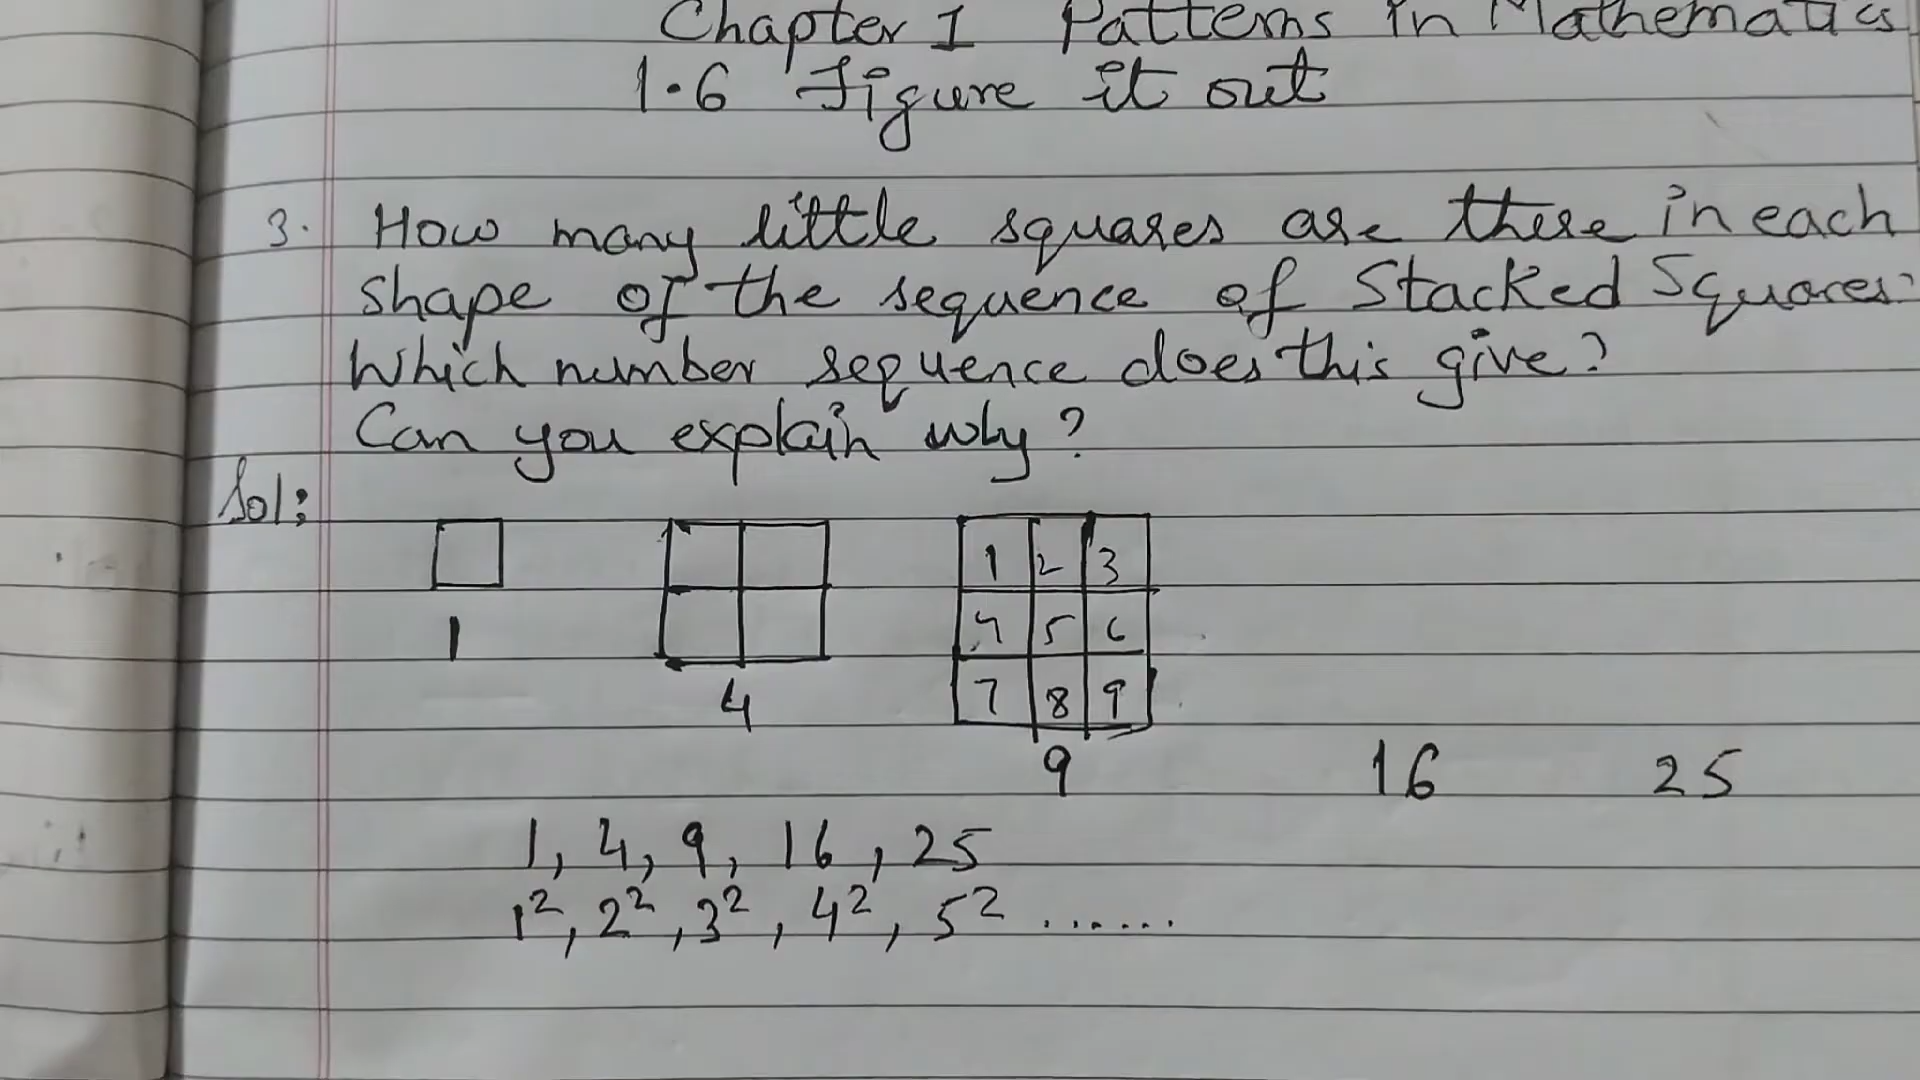 Chapter 1 Patterns in Mathematics
1.6 Figure it out
3. How many little squares are there in each
shape of the sequence of Stacked Squares.
Which number sequence does this give?
Can you explain why?
Sol:
1 2 3
4 5 6
7 8 9
1 4 9 16 25
1, 4, 9, 16, 25
1², 2², 3², 4², 5² ......